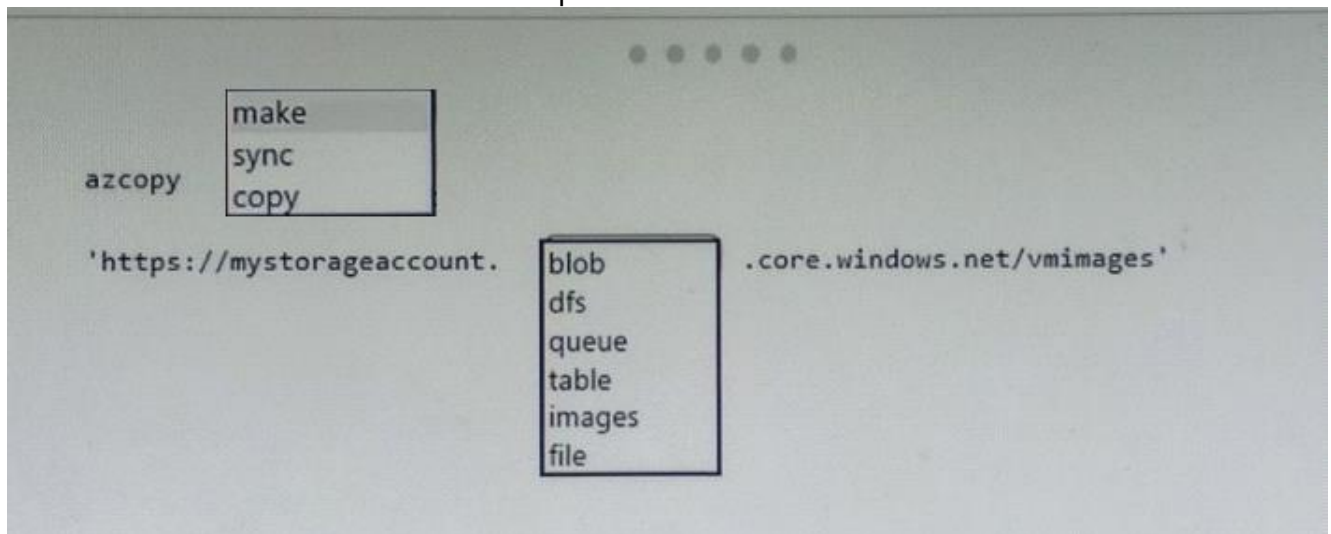 make
sync
azcopy
copy
'https://mystorageaccount. blob .core.windows.net/vmimages'
dfs
queue
table
images
file